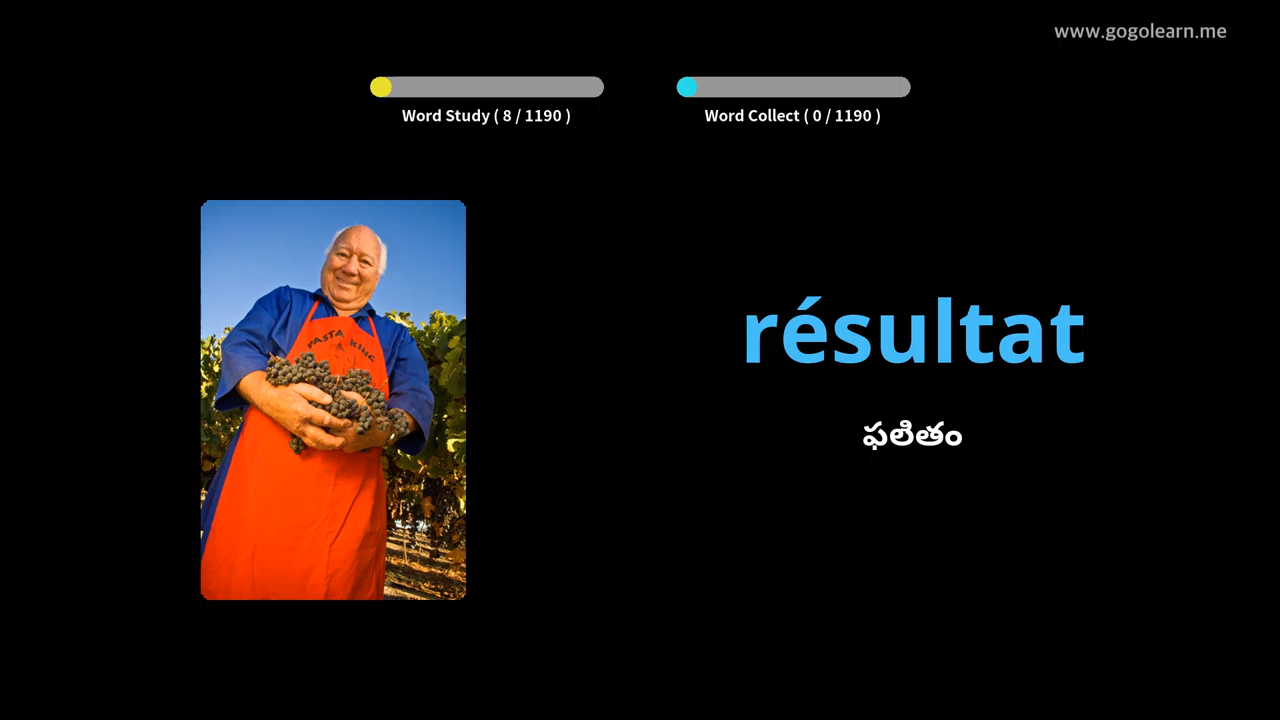 www.gogolearn.me
Word Study ( 8 / 1190 )
Word Collect ( 0 / 1190 )
PASTA KING
résultat
ఫలితం